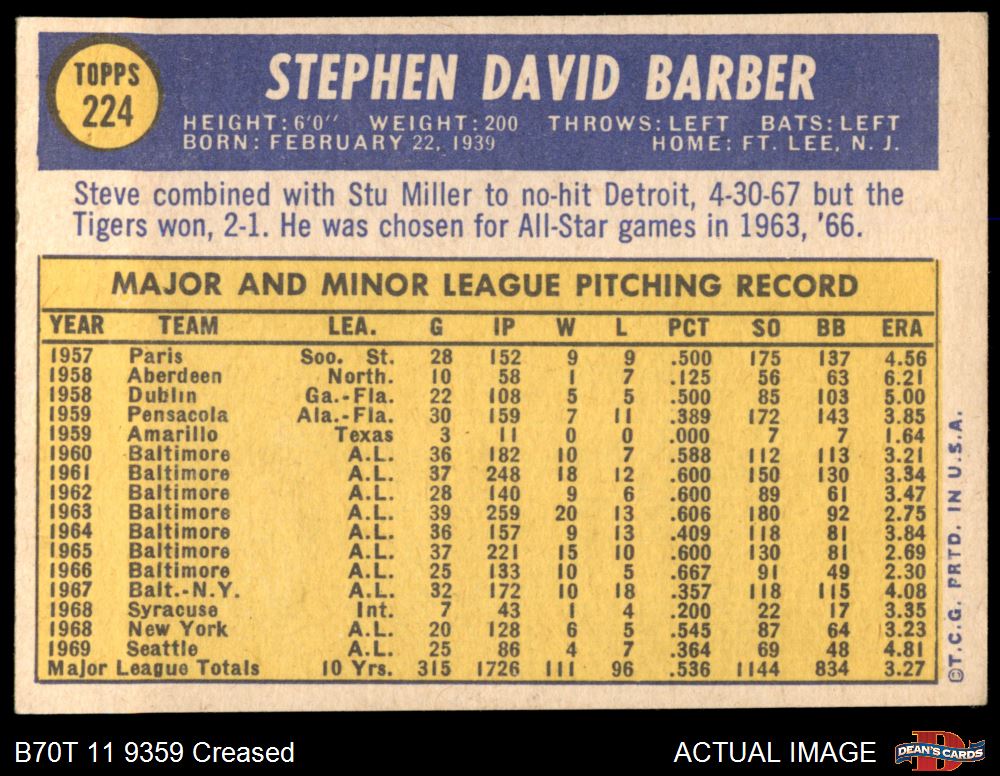 TOPPS
224
STEPHEN DAVID BARBER
HEIGHT: 6'0" WEIGHT: 200 THROWS: LEFT BATS: LEFT
BORN: FEBRUARY 22, 1939 HOME: FT. LEE, N. J.
Steve combined with Stu Miller to no-hit Detroit, 4-30-67 but the
Tigers won, 2-1. He was chosen for All-Star games in 1963, '66.
MAJOR AND MINOR LEAGUE PITCHING RECORD
YEAR TEAM LEA. G IP W L PCT SO BB ERA
1957 Paris Soo. St. 28 152 9 9 .500 175 137 4.56
1958 Aberdeen North. 10 58 1 7 .125 56 63 6.21
1958 Dublin Ga.-Fla. 22 108 5 5 .500 85 103 5.00
1959 Pensacola Ala.-Fla. 30 159 7 11 .389 172 143 3.85
1959 Amarillo Texas 3 11 0 0 .000 7 7 1.64
1960 Baltimore A.L. 36 182 10 7 .588 112 113 3.21
1961 Baltimore A.L. 37 248 18 12 .600 150 130 3.34
1962 Baltimore A.L. 28 140 9 6 .600 89 61 3.47
1963 Baltimore A.L. 39 259 20 13 .606 180 92 2.75
1964 Baltimore A.L. 36 157 9 13 .409 118 81 3.84
1965 Baltimore A.L. 37 221 15 10 .600 130 81 2.69
1966 Baltimore A.L. 25 133 10 5 .667 91 49 2.30
1967 Balt.-N.Y. A.L. 32 172 10 18 .357 118 115 4.08
1968 Syracuse Int. 7 43 1 4 .200 22 17 3.35
1968 New York A.L. 20 128 6 5 .545 87 64 3.23
1969 Seattle A.L. 25 86 4 7 .364 69 48 4.81
Major League Totals 10 Yrs. 315 1726 111 96 .536 1144 834 3.27
©T.C.G. PRTD. IN U.S.A.
B70T 11 9359 Creased
ACTUAL IMAGE
D
DEAN'S CARDS